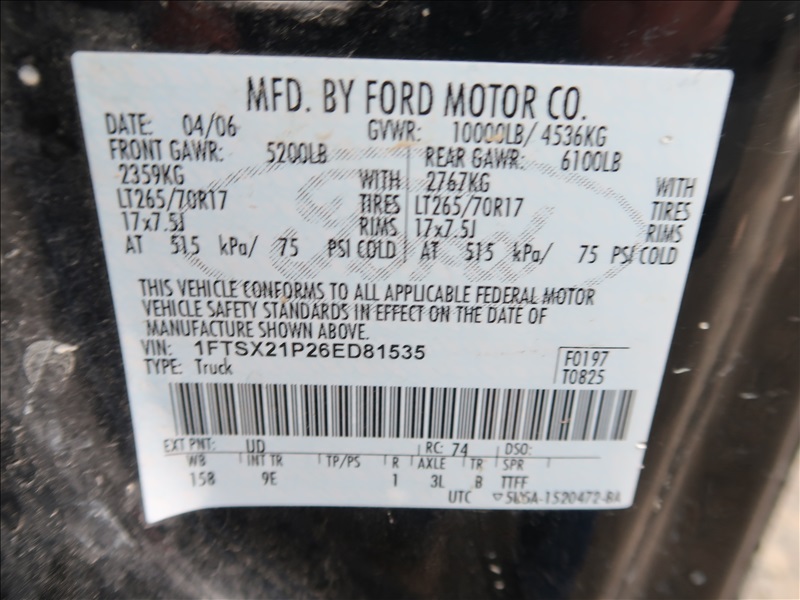 MFD. BY FORD MOTOR CO.
DATE: 04/06 GVWR: 10000LB/ 4536KG
FRONT GAWR: 5200LB REAR GAWR: 6100LB
2359KG WITH 2767KG WITH
LT265/70R17 TIRES LT265/70R17 TIRES
17x7.5J RIMS 17x7.5J RIMS
AT 515 kPa/ 75 PSI COLD AT 515 kPa/ 75 PSI COLD
Ford
THIS VEHICLE CONFORMS TO ALL APPLICABLE FEDERAL MOTOR
VEHICLE SAFETY STANDARDS IN EFFECT ON THE DATE OF
MANUFACTURE SHOWN ABOVE.
VIN: 1FTSX21P26ED81535 F0197
TYPE: Truck T0825
EXT PNT: UD RC: 74 DSO:
WB INT TR TP/PS R AXLE TR SPR
158 9E 1 3L B TTFF
UTC